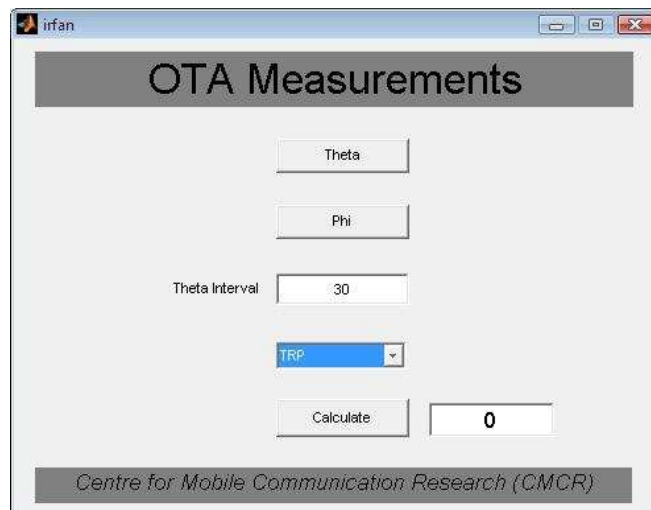 irfan
OTA Measurements
Theta
Phi
Theta Interval 30
TRP
Calculate 0
Centre for Mobile Communication Research (CMCR)